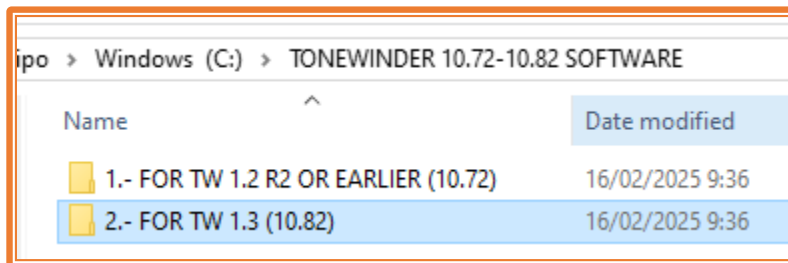 ipo > Windows (C:) > TONEWINDER 10.72-10.82 SOFTWARE
Name Date modified
1.- FOR TW 1.2 R2 OR EARLIER (10.72) 16/02/2025 9:36
2.- FOR TW 1.3 (10.82) 16/02/2025 9:36